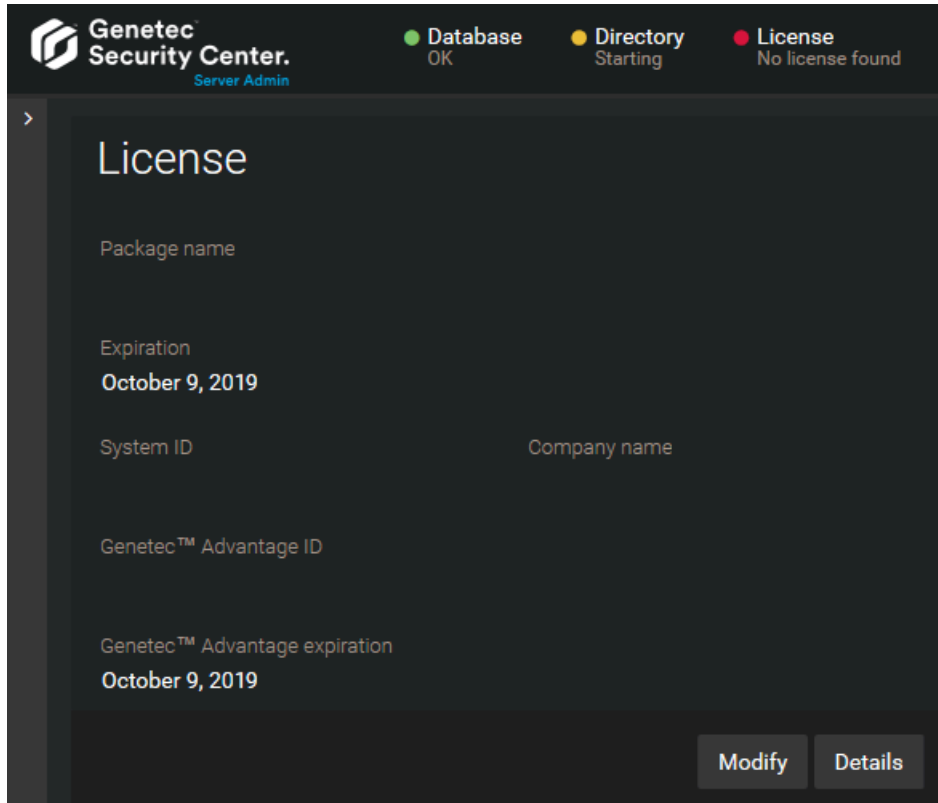 Genetec™
Security Center.
Server Admin
Database
OK
Directory
Starting
License
No license found
License
Package name
Expiration
October 9, 2019
System ID
Company name
Genetec™ Advantage ID
Genetec™ Advantage expiration
October 9, 2019
Modify
Details